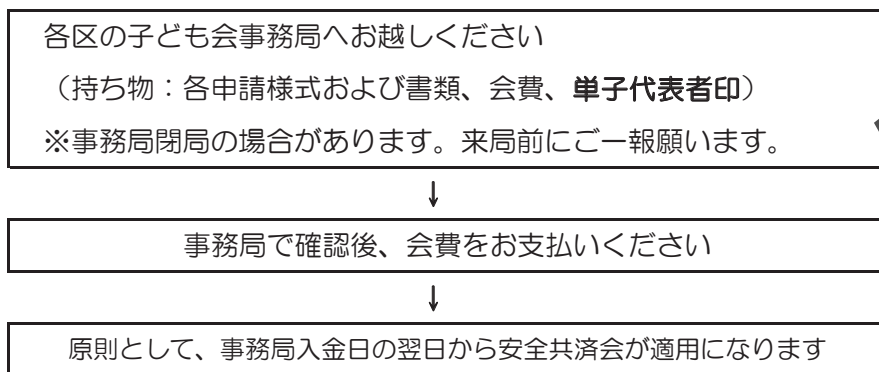 各区の子ども会事務局へお越しください
（持ち物：各申請様式および書類、会費、単子代表者印）
※事務局閉局の場合があります。来局前にご一報願います。
↓
事務局で確認後、会費をお支払いください
↓
原則として、事務局入金日の翌日から安全共済会が適用になります